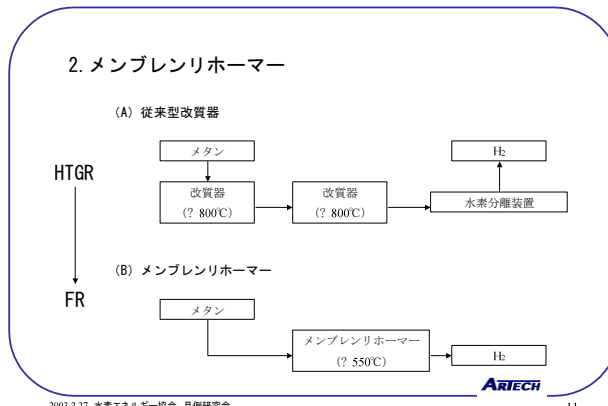 2. メンブレンリホーマー
(A) 従来型改質器
メタン
H2
HTGR
改質器
(? 800℃)
改質器
(? 800℃)
水素分離装置
(B) メンブレンリホーマー
FR
メタン
メンブレンリホーマー
(? 550℃)
H2
ARTECH
2003.2.27 水素エネルギー協会 月例研究会
11